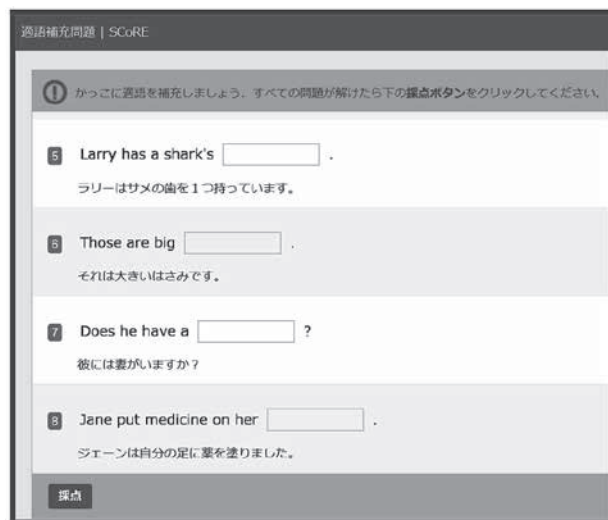 適語補充問題 | SCoRE
かっこに適語を補充しましょう。すべての問題が解けたら下の採点ボタンをクリックしてください。
5 Larry has a shark's .
ラリーはサメの歯を1つ持っています。
6 Those are big .
それは大きいはさみです。
7 Does he have a ?
彼には妻がいますか?
8 Jane put medicine on her .
ジェーンは自分の足に薬を塗りました。
採点